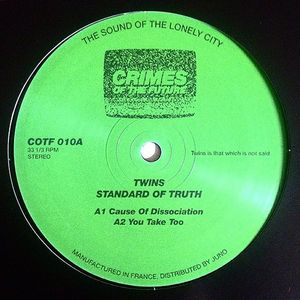 THE SOUND OF THE LONELY CITY
CRIMES
OF THE FUTURE
COTF 010A
33 1/3 RPM
STEREO
Twins is that which is not said
TWINS
STANDARD OF TRUTH
A1 Cause Of Dissociation
A2 You Take Too
MANUFACTURED IN FRANCE, DISTRIBUTED BY JUNO